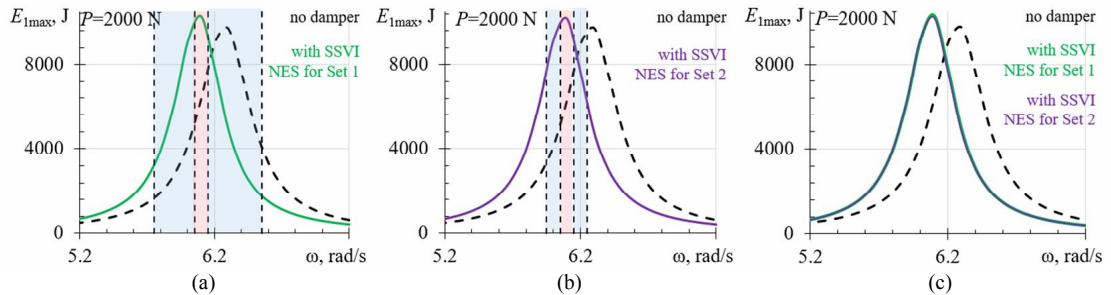 E1max, J P=2000 N no damper
with SSVI
NES for Set 1
8000
4000
0
5.2 6.2 ω, rad/s
(a)
E1max, J P=2000 N no damper
with SSVI
NES for Set 2
8000
4000
0
5.2 6.2 ω, rad/s
(b)
E1max, J P=2000 N no damper
with SSVI
NES for Set 1
with SSVI
NES for Set 2
8000
4000
0
5.2 6.2 ω, rad/s
(c)